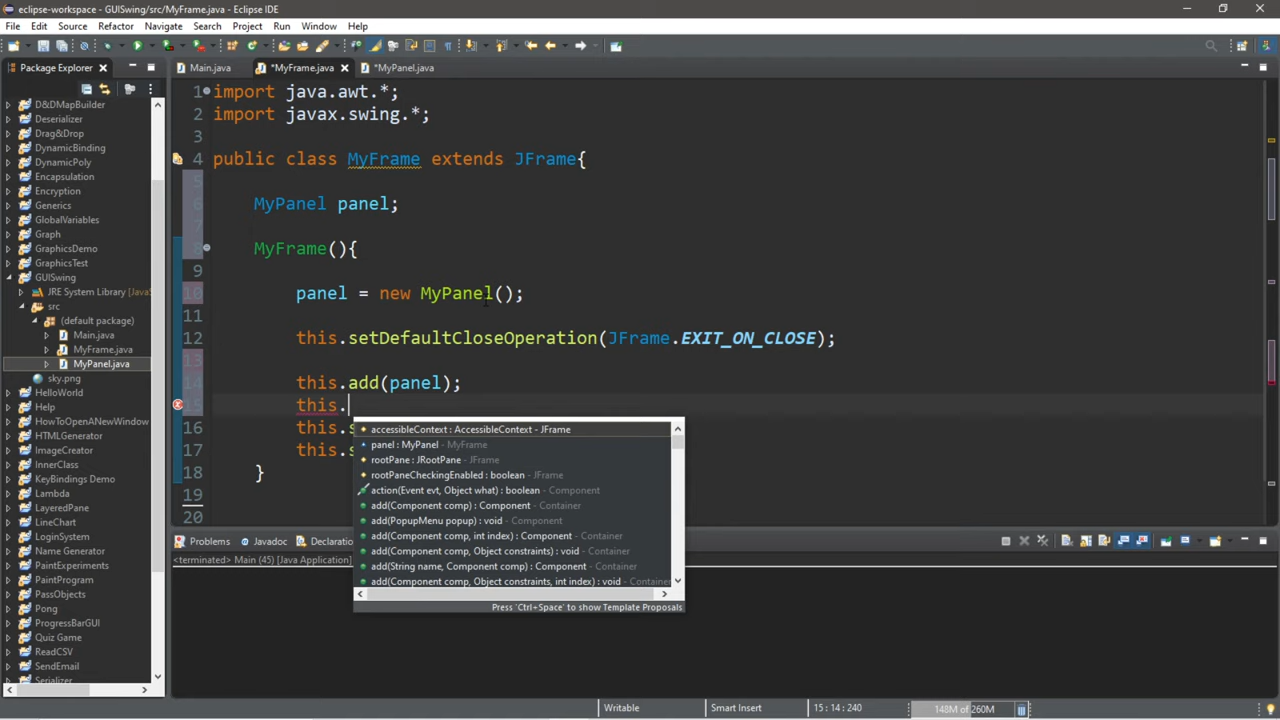 eclipse-workspace - GUISwing/src/MyFrame.java - Eclipse IDE
File Edit Source Refactor Navigate Search Project Run Window Help
Package Explorer
Main.java *MyFrame.java *MyPanel.java
D&DMapBuilder
Deserializer
Drag&Drop
DynamicBinding
DynamicPoly
Encapsulation
Encryption
Generics
GlobalVariables
Graph
GraphicsDemo
GraphicsTest
GUISwing
JRE System Library [JavaS
src
(default package)
Main.java
MyFrame.java
MyPanel.java
sky.png
HelloWorld
Help
HowToOpenANewWindow
HTMLGenerator
ImageCreator
InnerClass
KeyBindings Demo
Lambda
LayeredPane
LineChart
LoginSystem
Name Generator
PaintExperiments
PaintProgram
PassObjects
Pong
ProgressBarGUI
Quiz Game
ReadCSV
SendEmail
Serializer
1 import java.awt.*;
2 import javax.swing.*;
3
4 public class MyFrame extends JFrame{
5
6 MyPanel panel;
7
8 MyFrame(){
9
10 panel = new MyPanel();
11
12 this.setDefaultCloseOperation(JFrame.EXIT_ON_CLOSE);
13
14 this.add(panel);
15 this.
16 this.s
17 this.s
18 }
19
20
accessibleContext : AccessibleContext - JFrame
panel : MyPanel - MyFrame
rootPane : JRootPane - JFrame
rootPaneCheckingEnabled : boolean - JFrame
action(Event evt, Object what) : boolean - Component
add(Component comp) : Component - Container
add(PopupMenu popup) : void - Component
add(Component comp, int index) : Component - Container
add(Component comp, Object constraints) : void - Container
add(String name, Component comp) : Component - Container
add(Component comp, Object constraints, int index) : void - Container
Press 'Ctrl+Space' to show Template Proposals
Problems Javadoc Declaratio
<terminated> Main (45) [Java Application]
Writable Smart Insert 15 : 14 : 240 148M of 260M